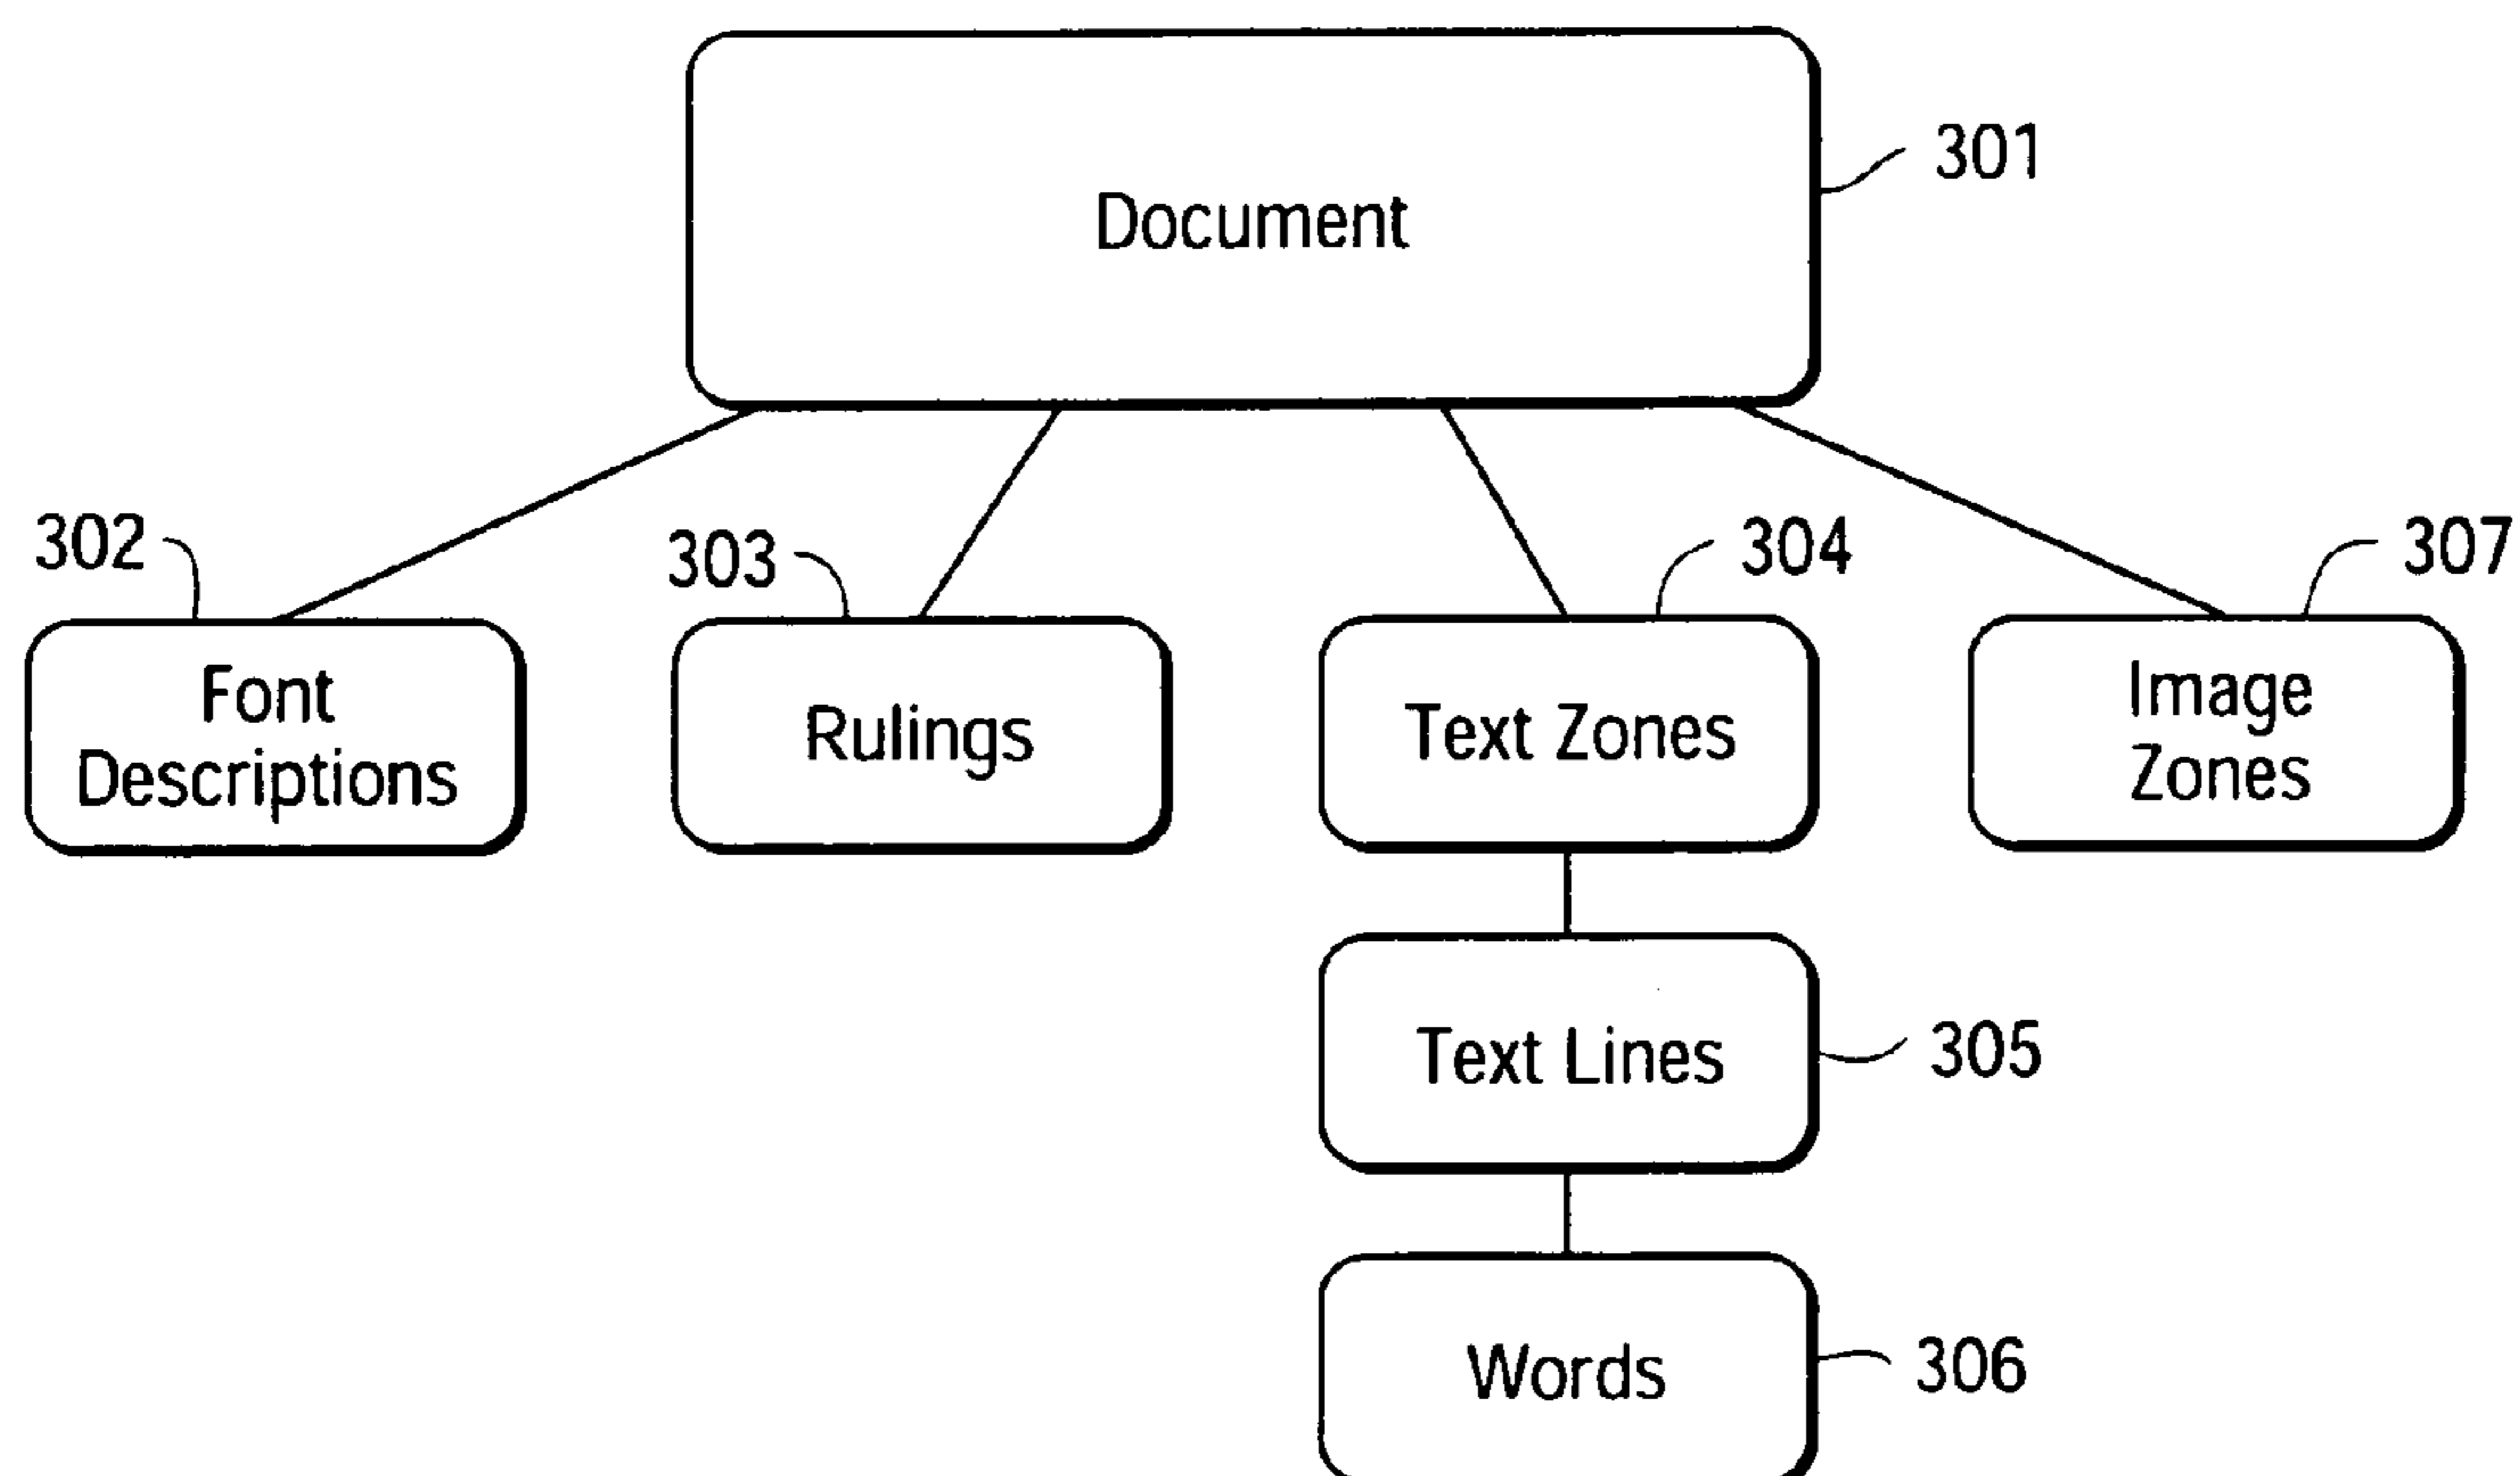 Document
301
302
303
304
307
Font
Descriptions
Rulings
Text Zones
Image
Zones
Text Lines
305
Words
306